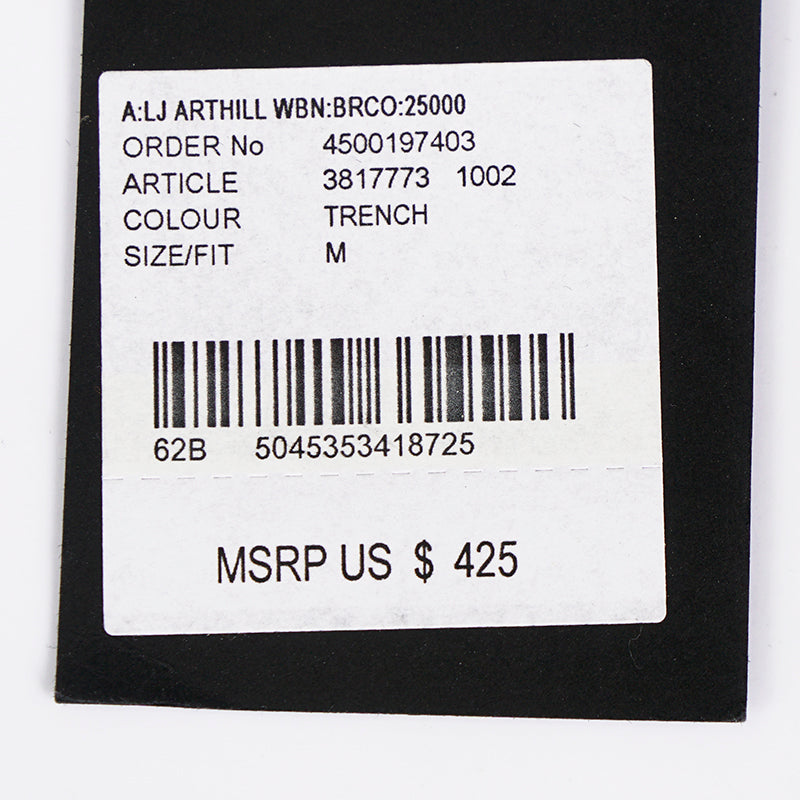 A:LJ ARTHILL WBN:BRCO:25000
ORDER No 4500197403
ARTICLE 3817773 1002
COLOUR TRENCH
SIZE/FIT M
62B 5045353418725
MSRP US $ 425